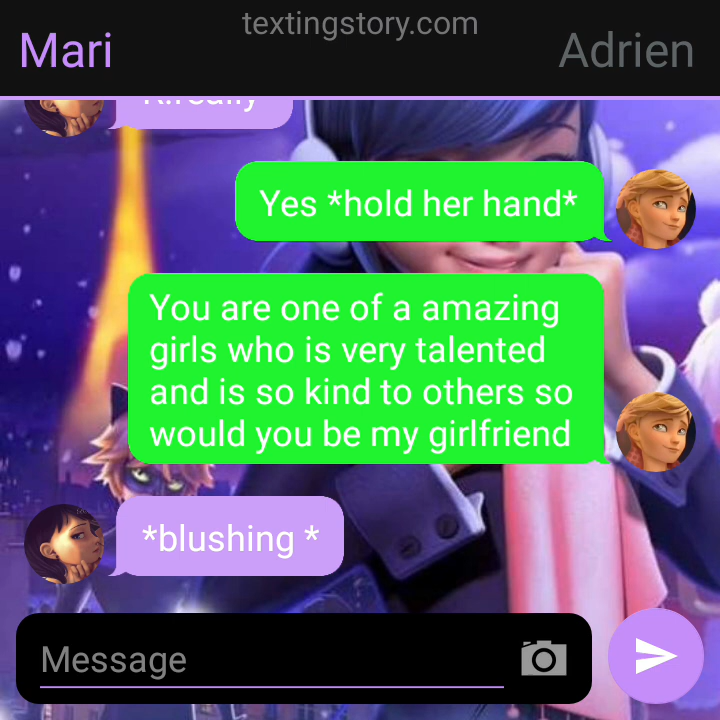 textingstory.com
Mari
Adrien
Yes *hold her hand*
You are one of a amazing
girls who is very talented
and is so kind to others so
would you be my girlfriend
*blushing *
Message